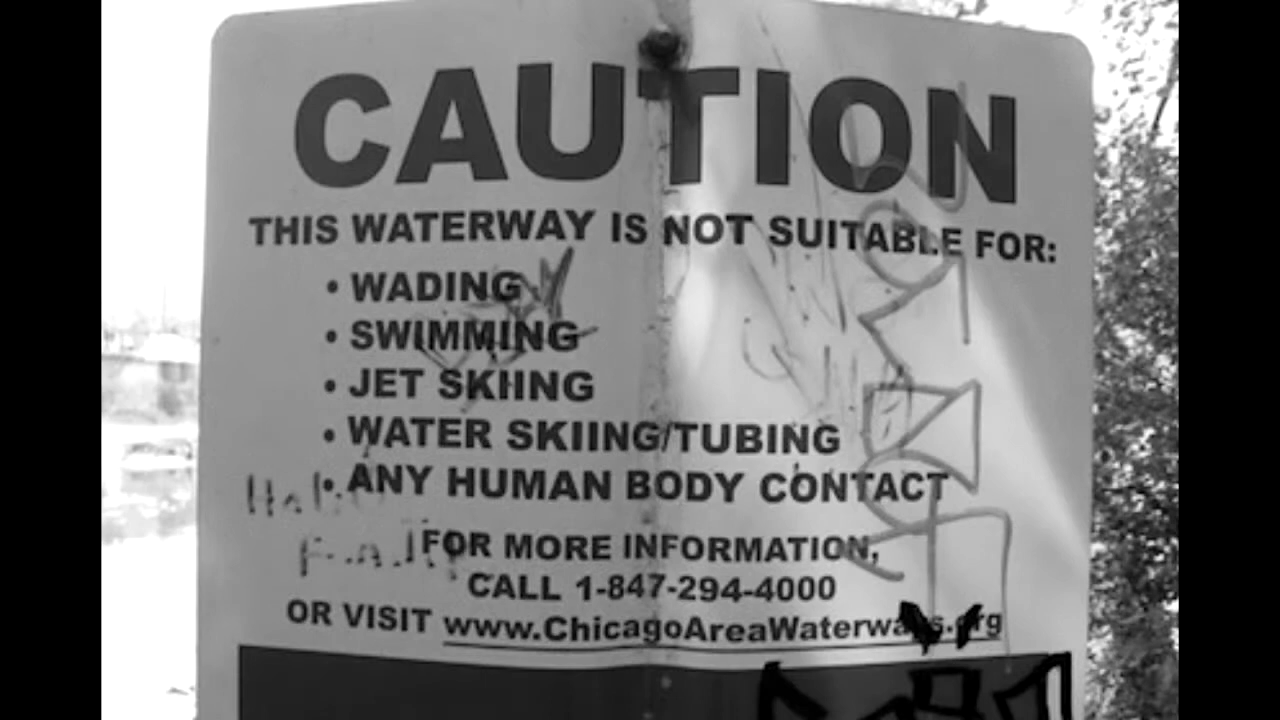 CAUTION
THIS WATERWAY IS NOT SUITABLE FOR:
• WADING
• SWIMMING
• JET SKIING
• WATER SKIING/TUBING
• ANY HUMAN BODY CONTACT
FOR MORE INFORMATION,
CALL 1-847-294-4000
OR VISIT www.ChicagoAreaWaterways.org